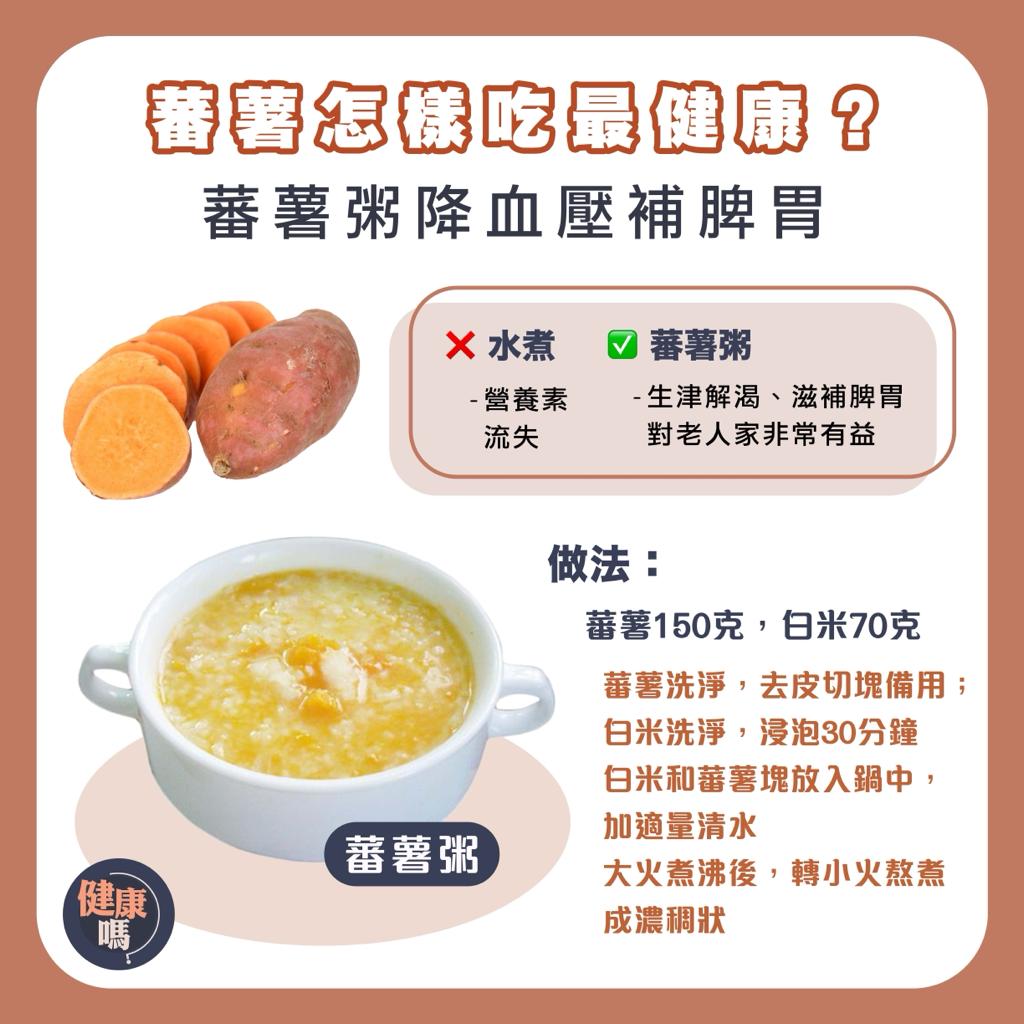 蕃薯怎樣吃最健康？
蕃薯粥降血壓補脾胃
❌ 水煮
-營養素
流失
✅ 蕃薯粥
-生津解渴、滋補脾胃
對老人家非常有益
做法：
蕃薯150克，白米70克
蕃薯洗淨，去皮切塊備用；
白米洗淨，浸泡30分鐘
白米和蕃薯塊放入鍋中，
加適量清水
大火煮沸後，轉小火熬煮
成濃稠狀
蕃薯粥
健康
嗎?